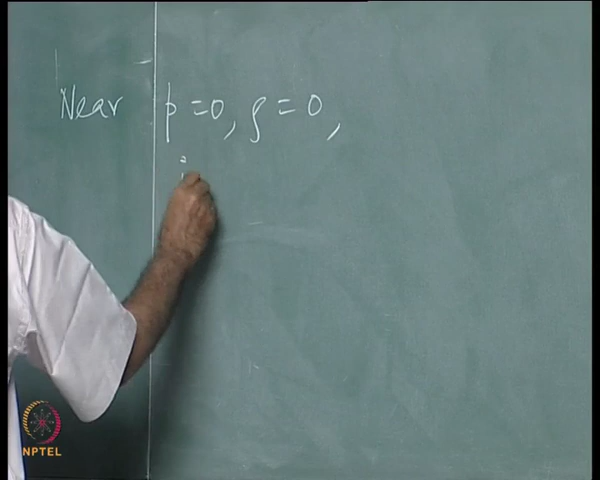 Near p = 0, ρ = 0,
NPTEL